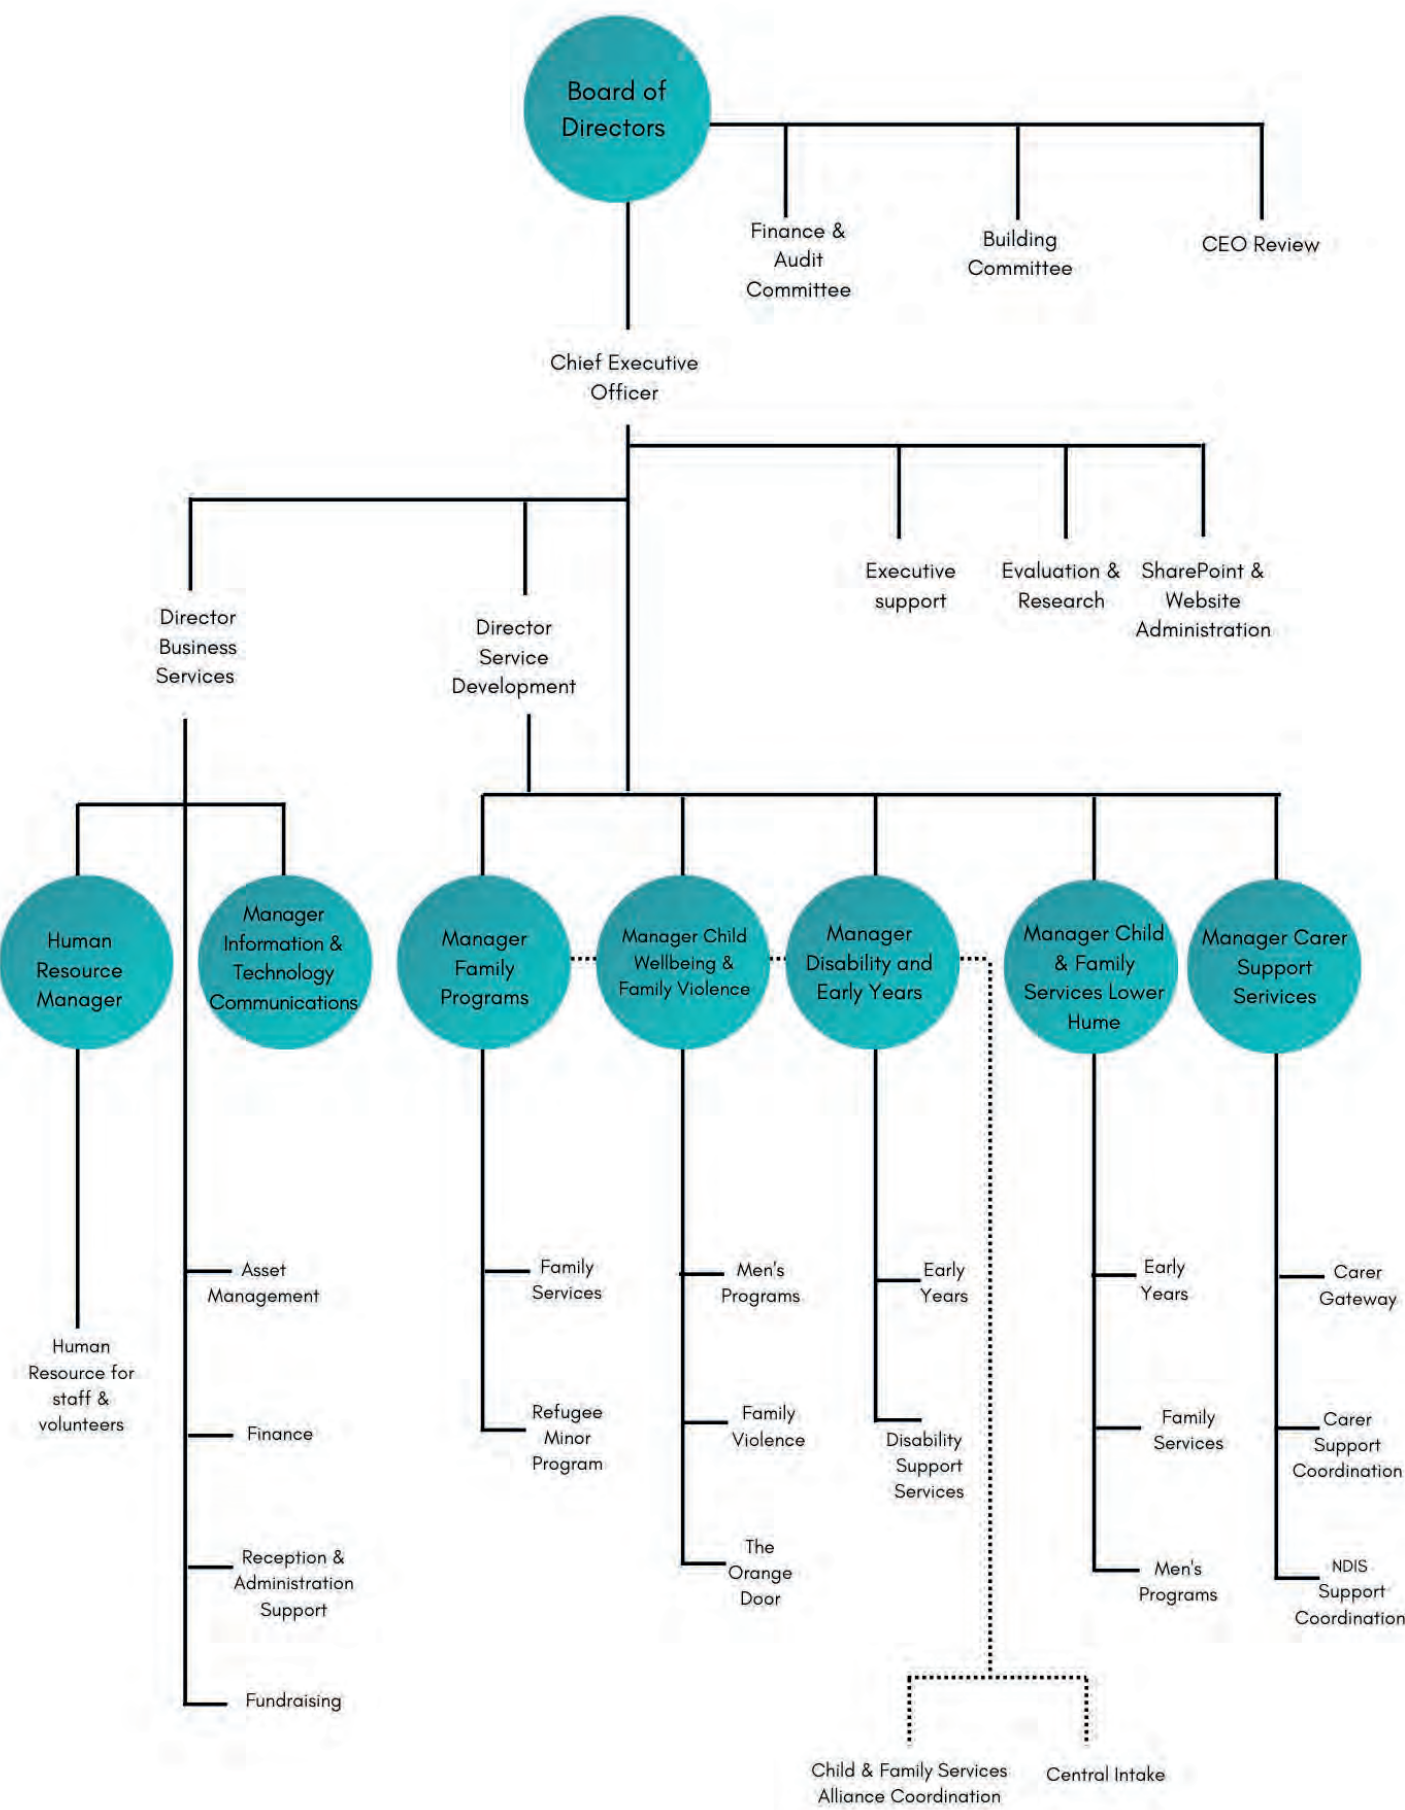 Board of
Directors
Finance &
Audit
Committee
Building
Committee
CEO Review
Chief Executive
Officer
Executive
support
Evaluation &
Research
SharePoint &
Website
Administration
Director
Business
Services
Director
Service
Development
Human
Resource
Manager
Manager
Information &
Technology
Communications
Manager
Family
Programs
Manager Child
Wellbeing &
Family Violence
Manager
Disability and
Early Years
Manager Child
& Family
Services Lower
Hume
Manager Carer
Support
Serivices
Human
Resource for
staff &
volunteers
Asset
Management
Finance
Reception &
Administration
Support
Fundraising
Family
Services
Refugee
Minor
Program
Men's
Programs
Family
Violence
The
Orange
Door
Early
Years
Disability
Support
Services
Early
Years
Family
Services
Men's
Programs
Carer
Gateway
Carer
Support
Coordination
NDIS
Support
Coordination
Child & Family Services
Alliance Coordination
Central Intake